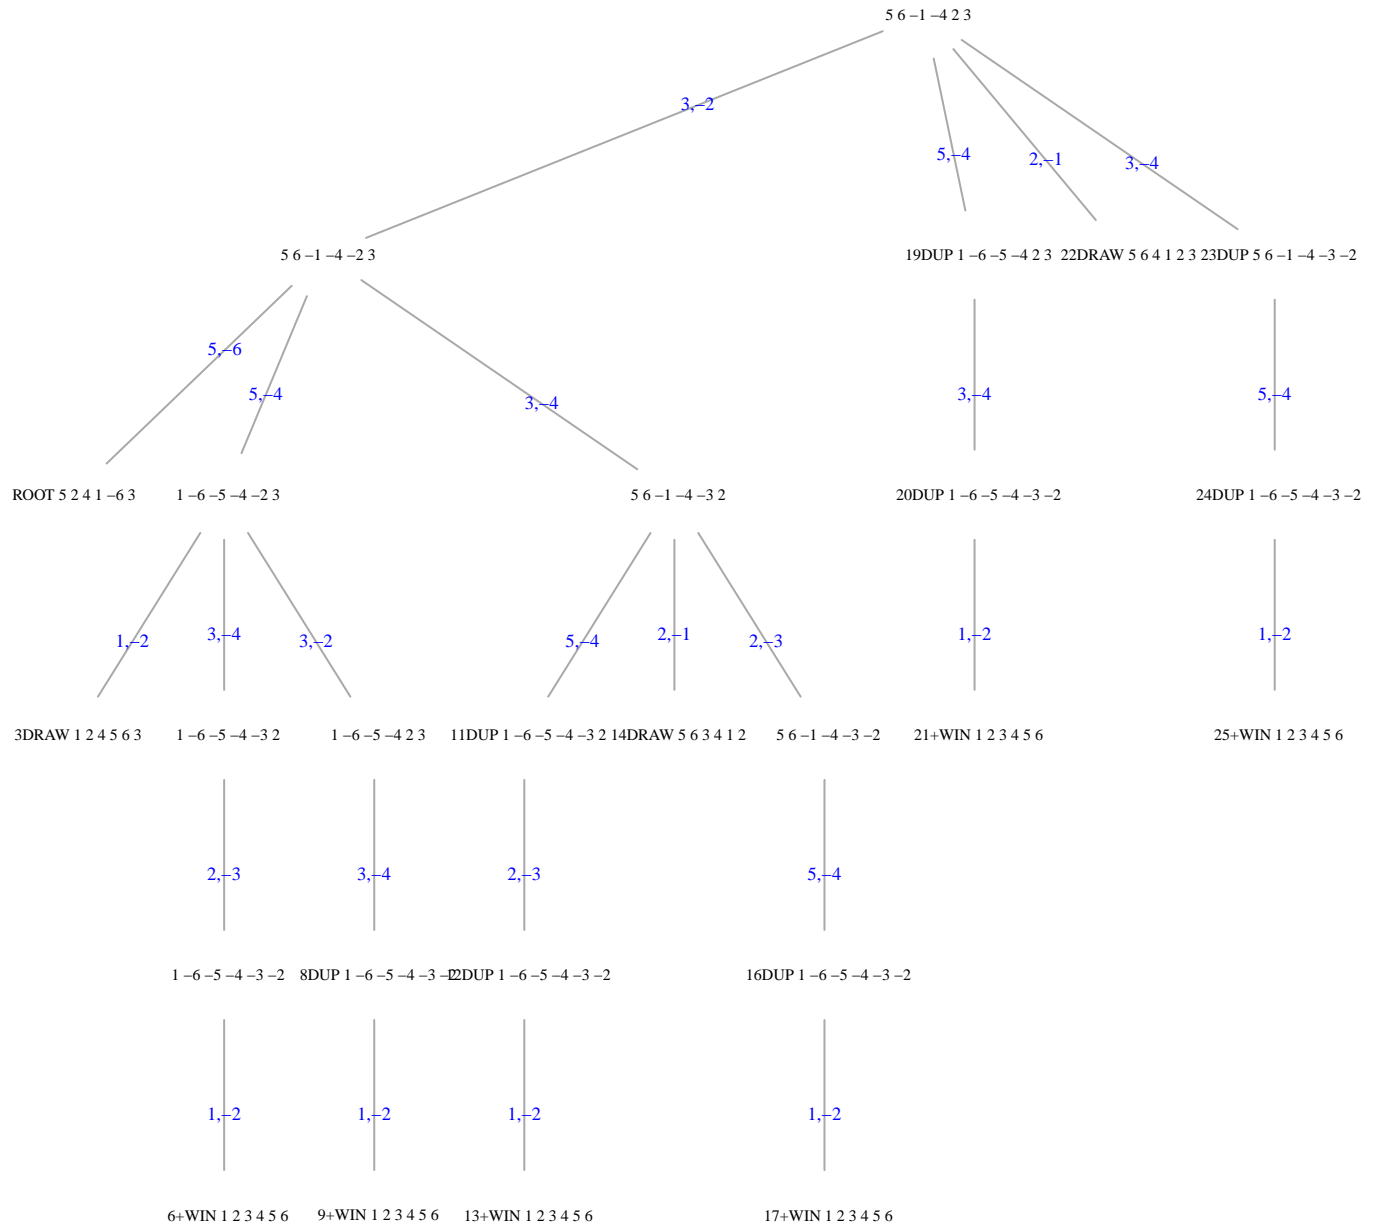 5 6 –1 –4 2 3
3,–2
5,–4
2,–1
3,–4
5 6 –1 –4 –2 3
19DUP 1 –6 –5 –4 2 3
22DRAW 5 6 4 1 2 3
23DUP 5 6 –1 –4 –3 –2
5,–6
5,–4
3,–4
3,–4
5,–4
ROOT 5 2 4 1 –6 3
1 –6 –5 –4 –2 3
5 6 –1 –4 –3 2
20DUP 1 –6 –5 –4 –3 –2
24DUP 1 –6 –5 –4 –3 –2
1,–2
3,–4
3,–2
5,–4
2,–1
2,–3
1,–2
1,–2
3DRAW 1 2 4 5 6 3
1 –6 –5 –4 –3 2
1 –6 –5 –4 2 3
11DUP 1 –6 –5 –4 –3 2
14DRAW 5 6 3 4 1 2
5 6 –1 –4 –3 –2
21+WIN 1 2 3 4 5 6
25+WIN 1 2 3 4 5 6
2,–3
3,–4
2,–3
5,–4
1 –6 –5 –4 –3 –2
8DUP 1 –6 –5 –4 –3 –2
12DUP 1 –6 –5 –4 –3 –2
16DUP 1 –6 –5 –4 –3 –2
1,–2
1,–2
1,–2
1,–2
6+WIN 1 2 3 4 5 6
9+WIN 1 2 3 4 5 6
13+WIN 1 2 3 4 5 6
17+WIN 1 2 3 4 5 6